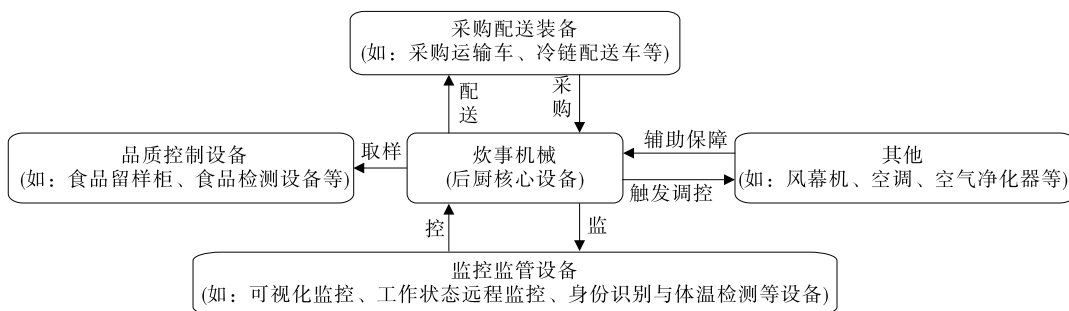 采购配送装备
(如：采购运输车、冷链配送车等)
配送
采购
品质控制设备
(如：食品留样柜、食品检测设备等)
取样
炊事机械
(后厨核心设备)
辅助保障
触发调控
其他
(如：风幕机、空调、空气净化器等)
控
监
监控监管设备
(如：可视化监控、工作状态远程监控、身份识别与体温检测等设备)